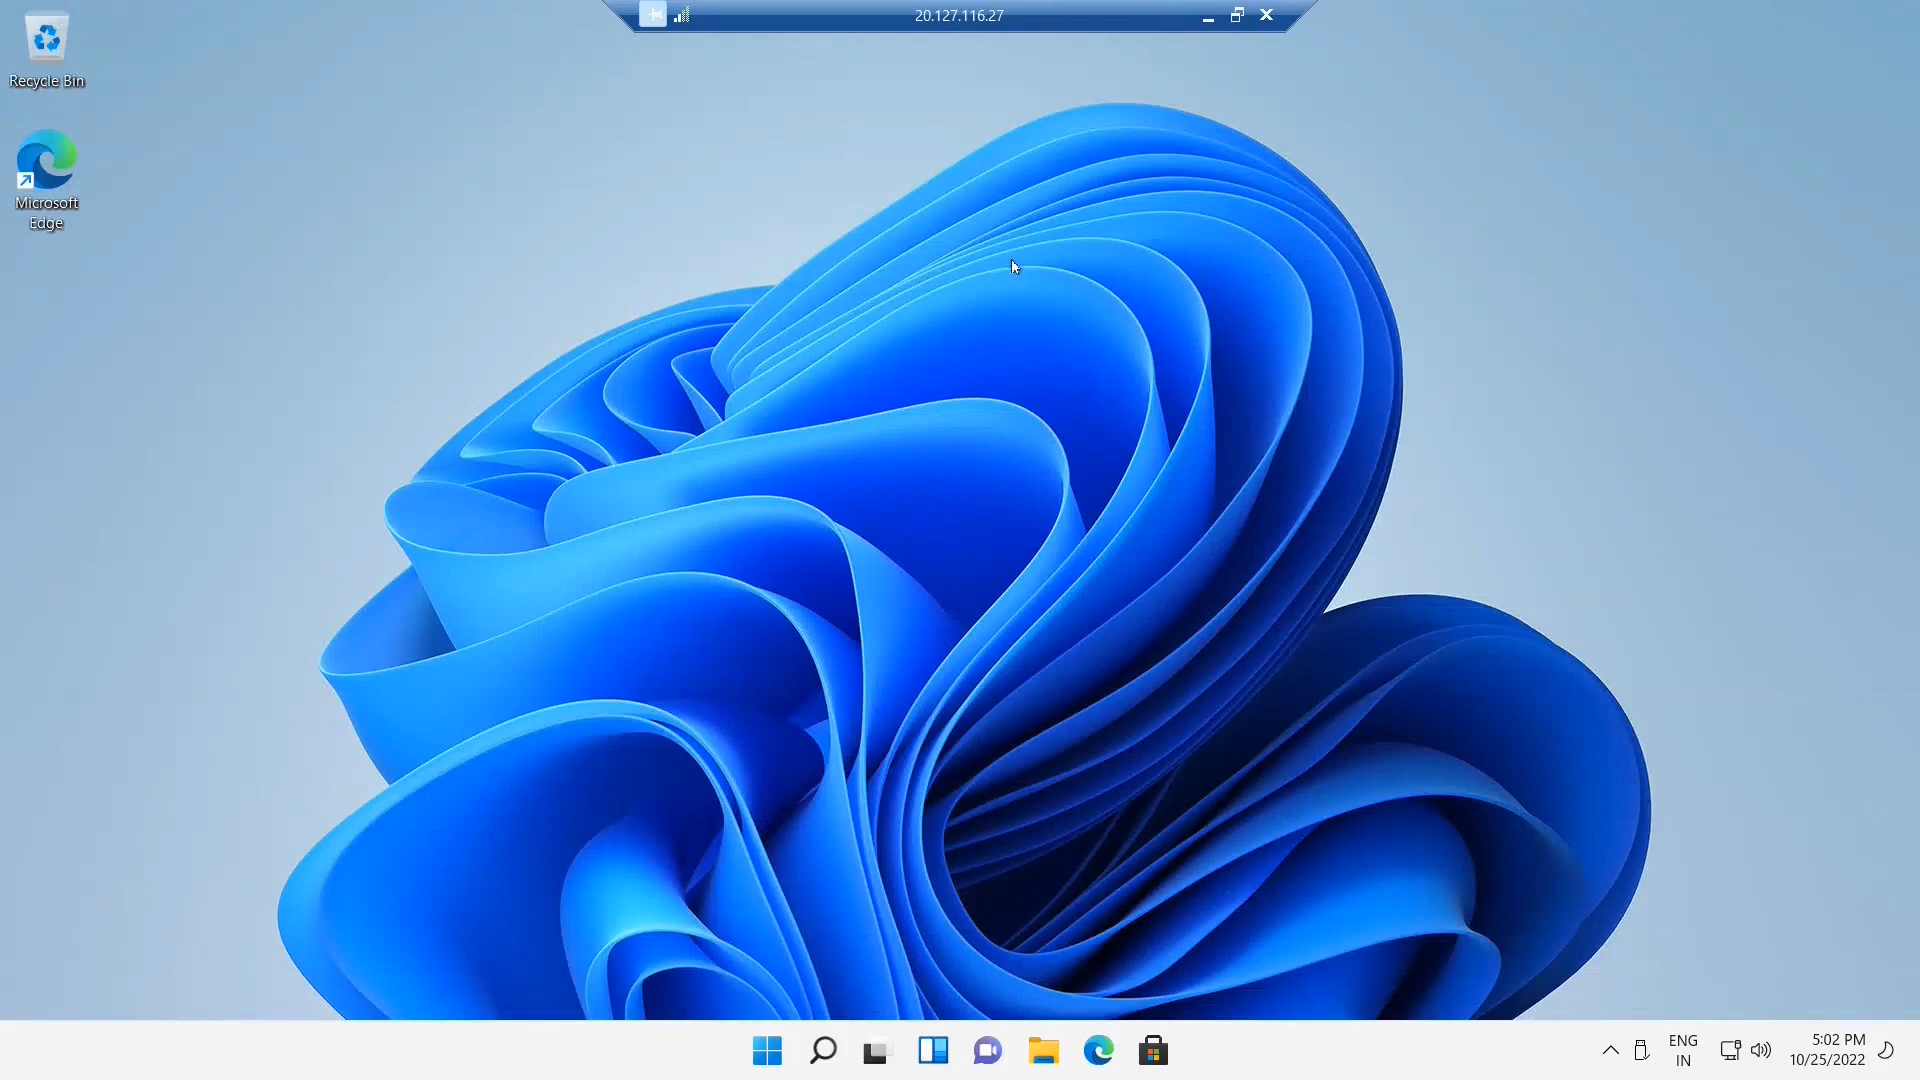 20.127.116.27
Recycle Bin
Microsoft
Edge
ENG
IN
5:02 PM
10/25/2022